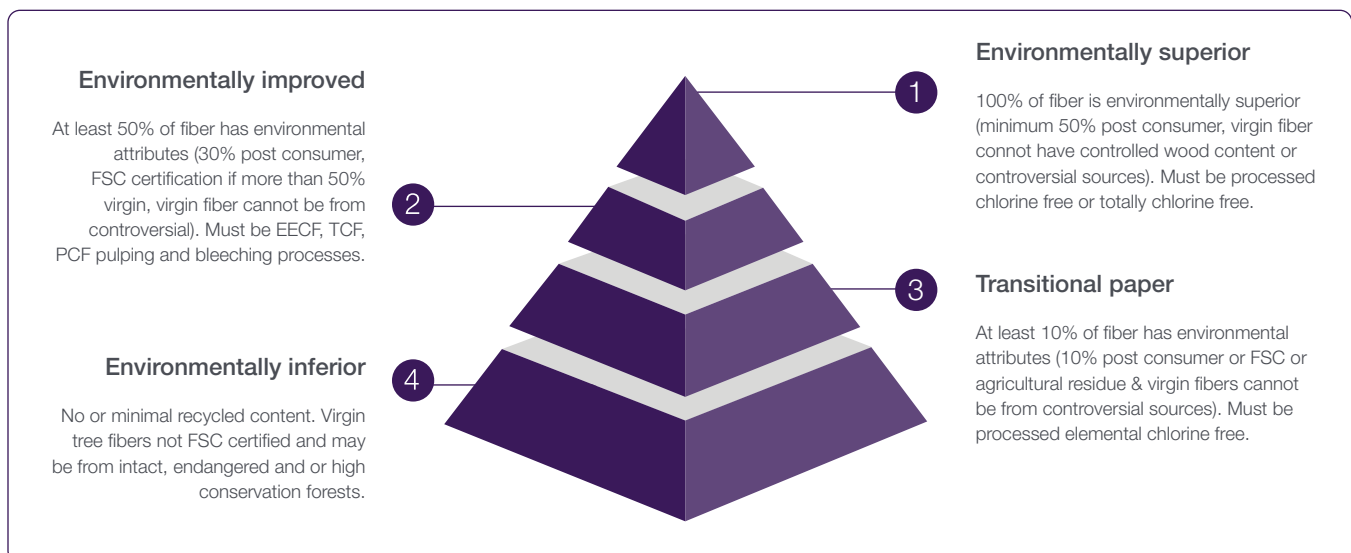 Environmentally improved
At least 50% of fiber has environmental
attributes (30% post consumer,
FSC certification if more than 50%
virgin, virgin fiber cannot be from
controversial). Must be EECF, TCF,
PCF pulping and bleaching processes.
2
Environmentally inferior
No or minimal recycled content. Virgin
tree fibers not FSC certified and may
be from intact, endangered and or high
conservation forests.
4
1
Environmentally superior
100% of fiber is environmentally superior
(minimum 50% post consumer, virgin fiber
connot have controlled wood content or
controversial sources). Must be processed
chlorine free or totally chlorine free.
3
Transitional paper
At least 10% of fiber has environmental
attributes (10% post consumer or FSC or
agricultural residue & virgin fibers cannot
be from controversial sources). Must be
processed elemental chlorine free.